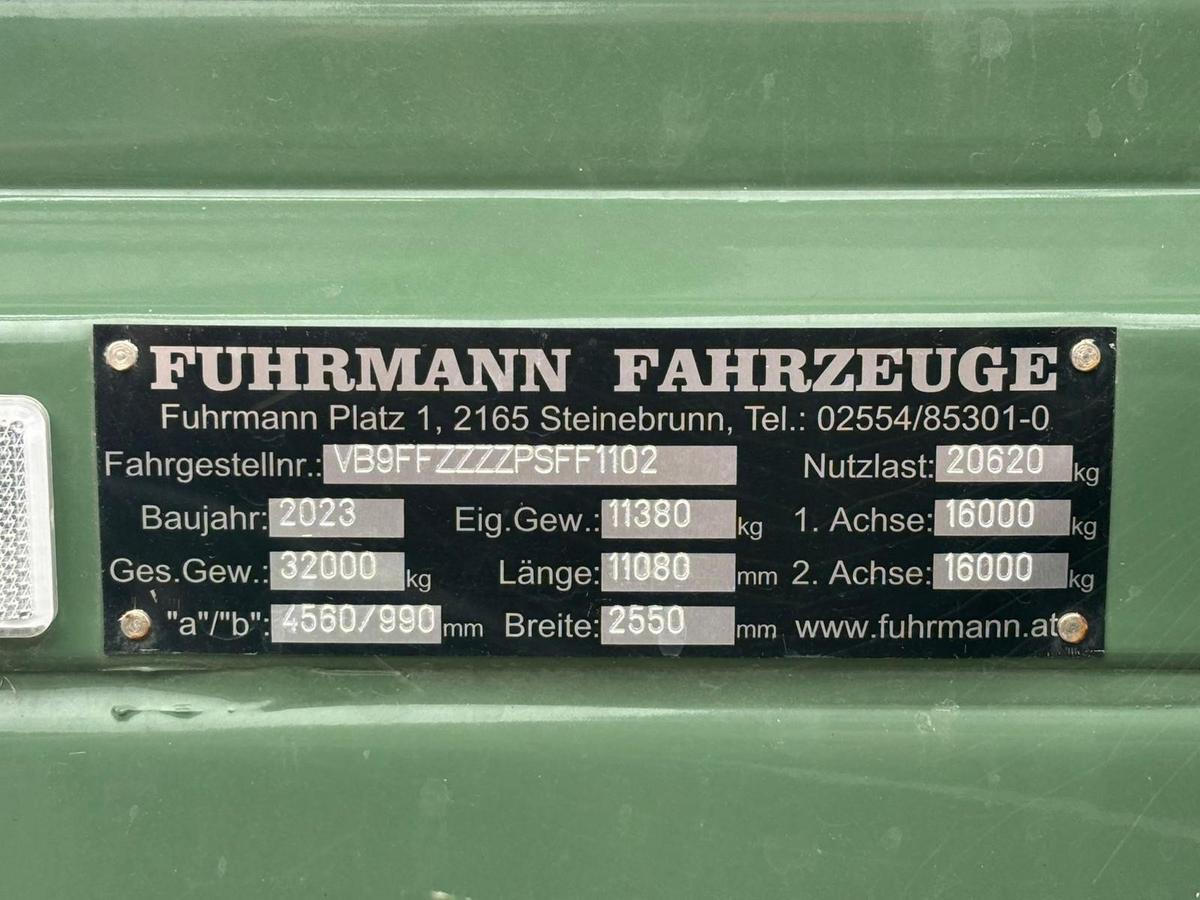 FUHRMANN FAHRZEUGE
Fuhrmann Platz 1, 2165 Steinebrunn, Tel.: 02554/85301-0
Fahrgestellnr.: VB9FFZZZZPSFF1102 Nutzlast: 20620 kg
Baujahr: 2023 Eig.Gew.: 11380 kg 1. Achse: 16000 kg
Ges.Gew.: 32000 kg Länge: 11080 mm 2. Achse: 16000 kg
"a"/"b": 4560/990 mm Breite: 2550 mm www.fuhrmann.at